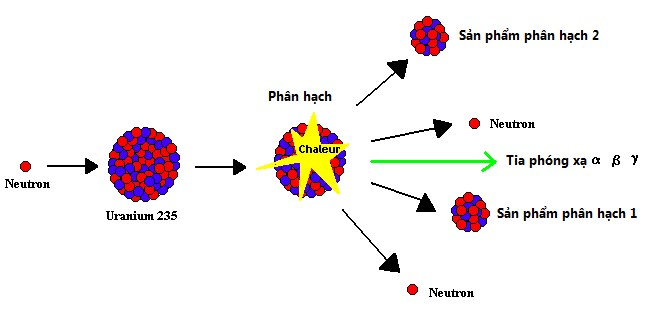 Neutron
Uranium 235
Phân hạch
Chaleur
Sản phẩm phân hạch 2
Neutron
Tia phóng xạ α β γ
Sản phẩm phân hạch 1
Neutron